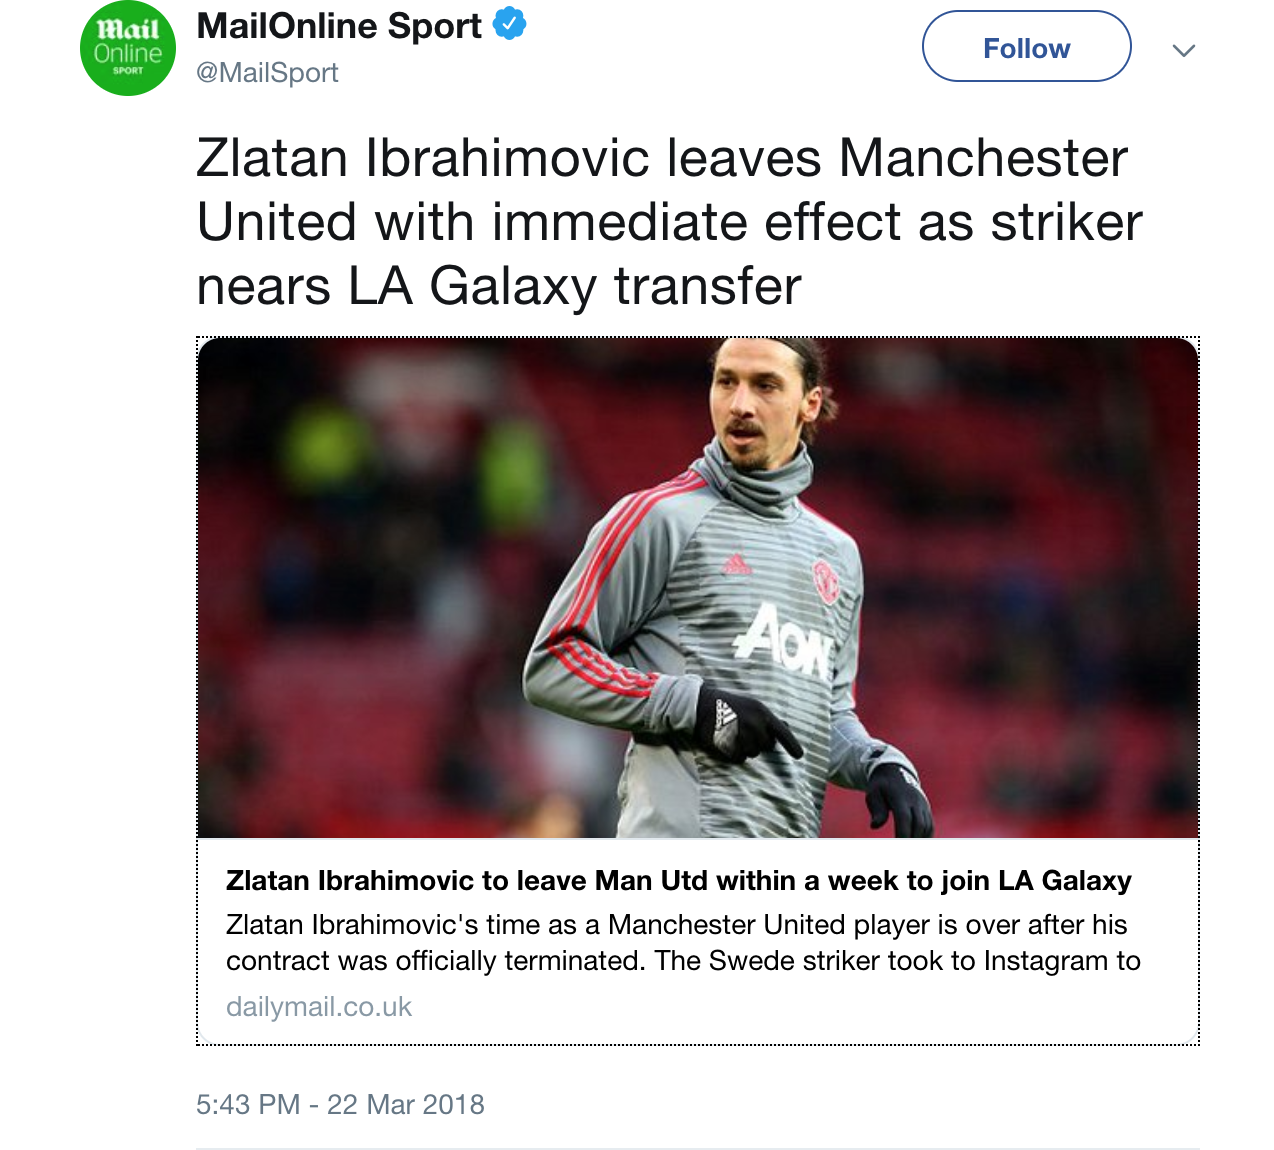 Mail
Online
SPORT
MailOnline Sport
@MailSport
Follow
Zlatan Ibrahimovic leaves Manchester
United with immediate effect as striker
nears LA Galaxy transfer
AON
Zlatan Ibrahimovic to leave Man Utd within a week to join LA Galaxy
Zlatan Ibrahimovic's time as a Manchester United player is over after his
contract was officially terminated. The Swede striker took to Instagram to
dailymail.co.uk
5:43 PM - 22 Mar 2018